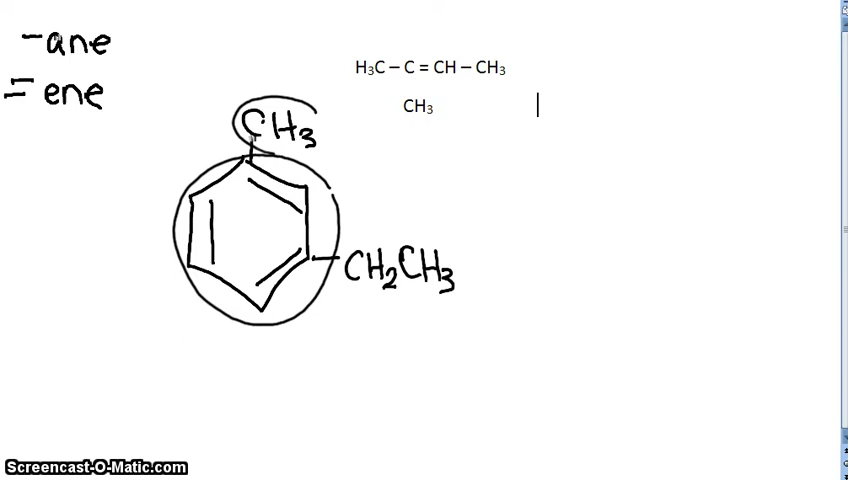 -ane
= ene
H₃C – C = CH – CH₃
CH₃
CH₃
CH₂CH₃
Screencast-O-Matic.com